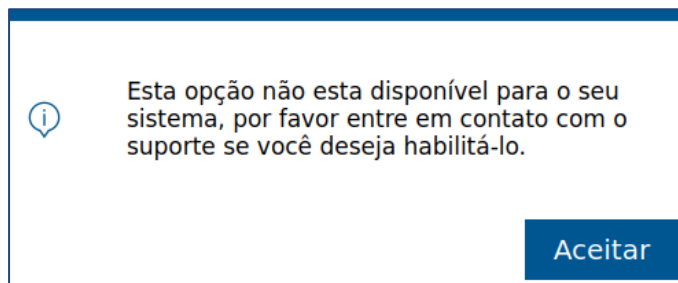 Esta opção não esta disponível para o seu
sistema, por favor entre em contato com o
suporte se você deseja habilitá-lo.
Aceitar